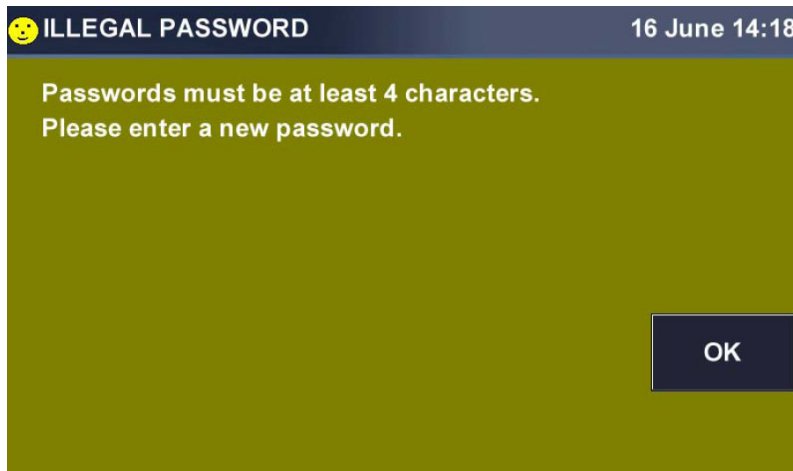 ILLEGAL PASSWORD 16 June 14:18
Passwords must be at least 4 characters.
Please enter a new password.
OK